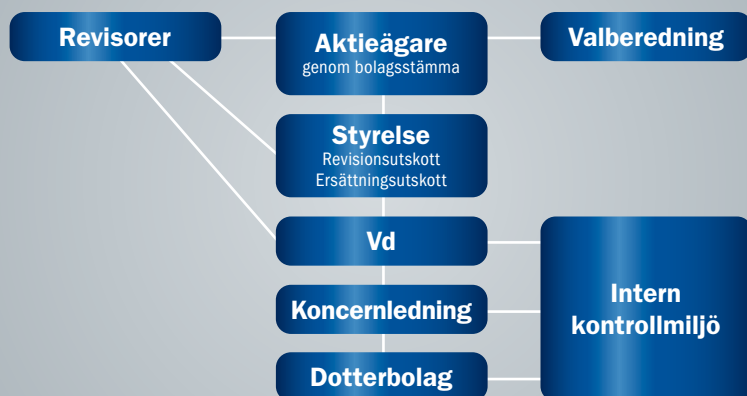 Revisorer
Aktieägare
genom bolagsstämma
Valberedning
Styrelse
Revisionsutskott
Ersättningsutskott
Vd
Koncernledning
Intern
kontrollmiljö
Dotterbolag